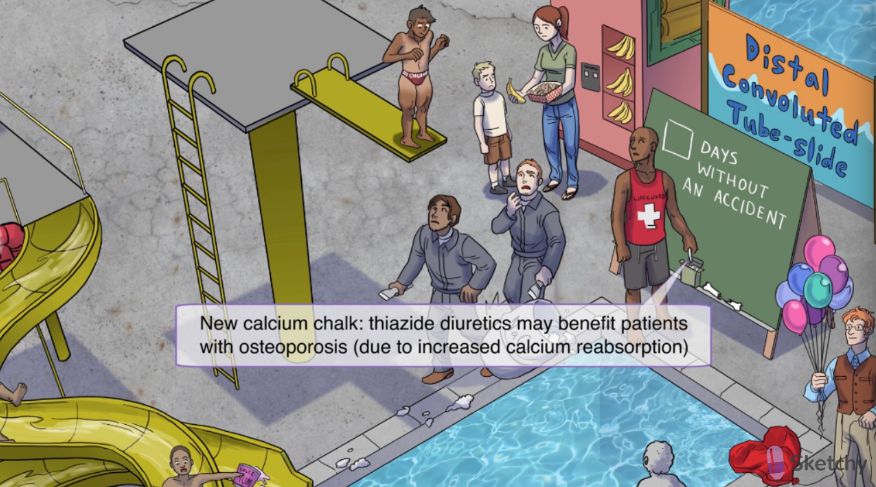 Distal
Convoluted
Tube-slide
DAYS
WITHOUT
AN ACCIDENT
LIFEGUARD
New calcium chalk: thiazide diuretics may benefit patients
with osteoporosis (due to increased calcium reabsorption)
Sketchy